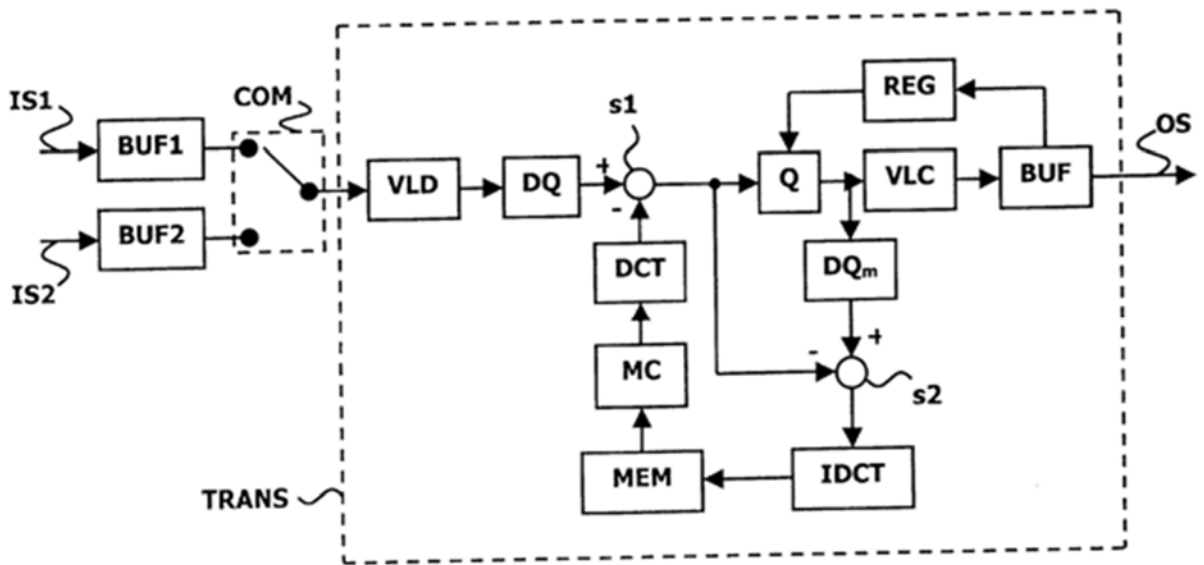 IS1
BUF1
COM
BUF2
IS2
VLD
DQ
+
-
s1
DCT
MC
MEM
TRANS
REG
Q
VLC
BUF
OS
DQm
+
-
s2
IDCT